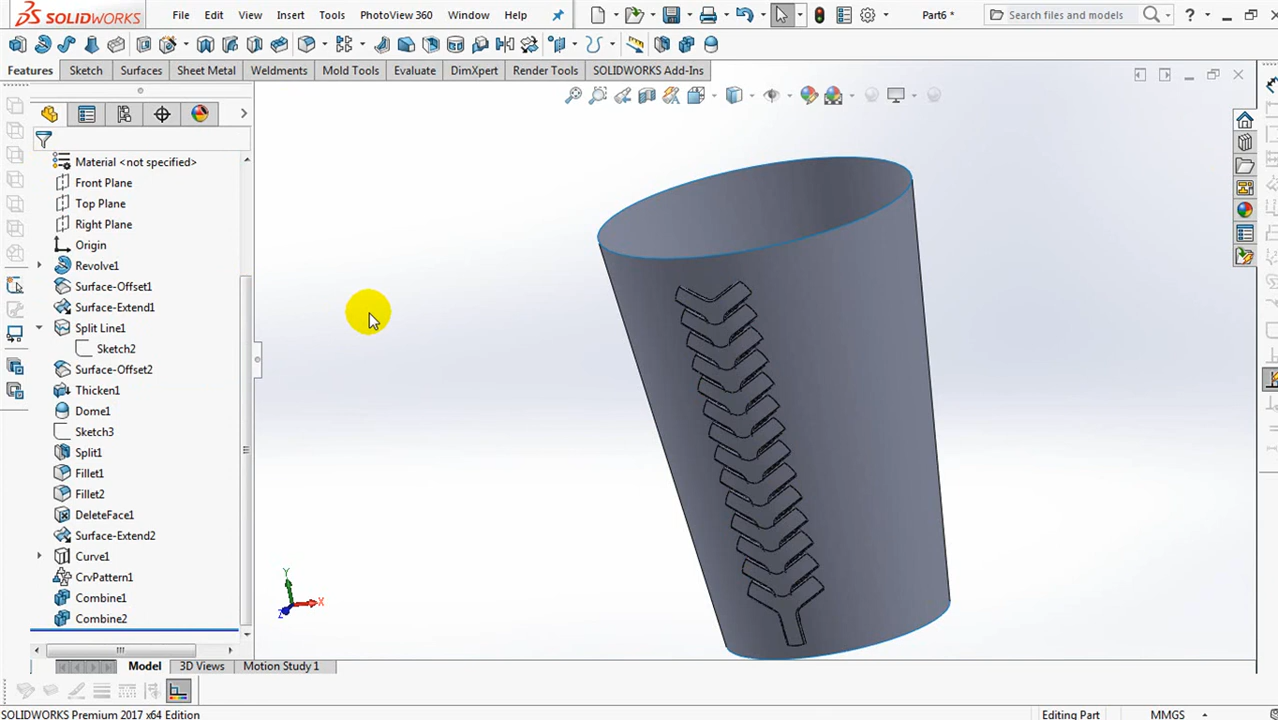 SOLIDWORKS File Edit View Insert Tools PhotoView 360 Window Help Part6 * Search files and models ?
Features Sketch Surfaces Sheet Metal Weldments Mold Tools Evaluate DimXpert Render Tools SOLIDWORKS Add-Ins
Material <not specified>
Front Plane
Top Plane
Right Plane
Origin
Revolve1
Surface-Offset1
Surface-Extend1
Split Line1
Sketch2
Surface-Offset2
Thicken1
Dome1
Sketch3
Split1
Fillet1
Fillet2
DeleteFace1
Surface-Extend2
Curve1
CrvPattern1
Combine1
Combine2
Y
X
Z
Model 3D Views Motion Study 1
SOLIDWORKS Premium 2017 x64 Edition Editing Part MMGS